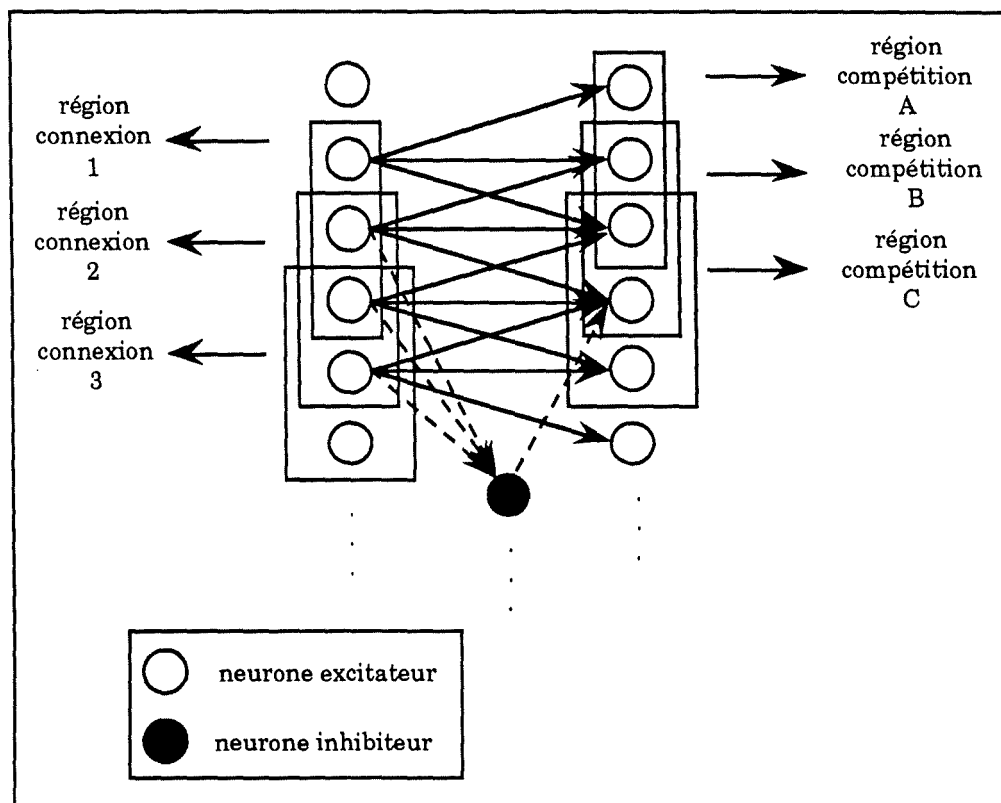 région
connexion
1
région
connexion
2
région
connexion
3
région
compétition
A
région
compétition
B
région
compétition
C
neurone excitateur
neurone inhibiteur